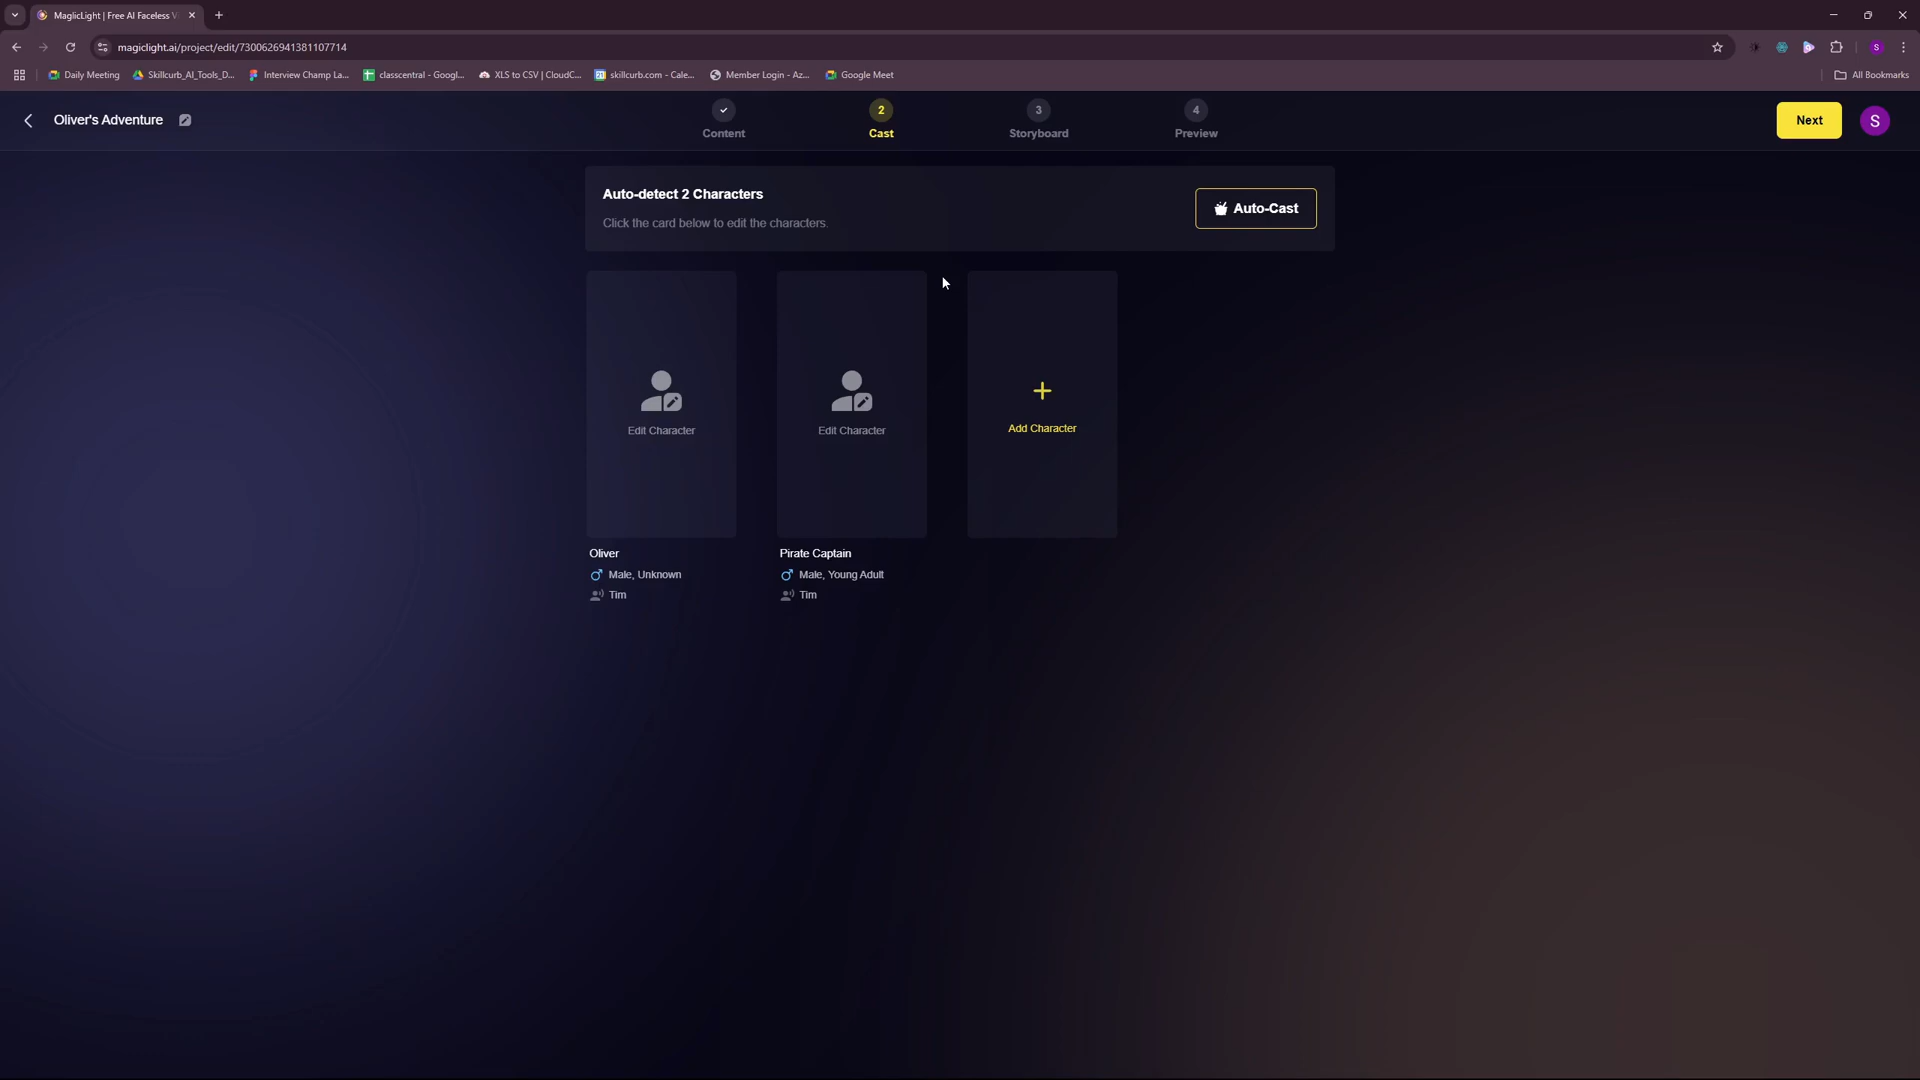 MagiicLight | Free AI Faceless V
magiclight.ai/project/edit/7300626941381107714
S
Daily Meeting
Skillcurb_AI_Tools_D...
Interview Champ La...
classcentral - Googl...
XLS to CSV | CloudC...
skillcurb.com - Cale...
Member Login - Az...
Google Meet
All Bookmarks
Oliver's Adventure
Content
2
Cast
3
Storyboard
4
Preview
Next
S
Auto-detect 2 Characters
Click the card below to edit the characters.
Auto-Cast
Edit Character
Edit Character
Add Character
Oliver
Male, Unknown
Tim
Pirate Captain
Male, Young Adult
Tim